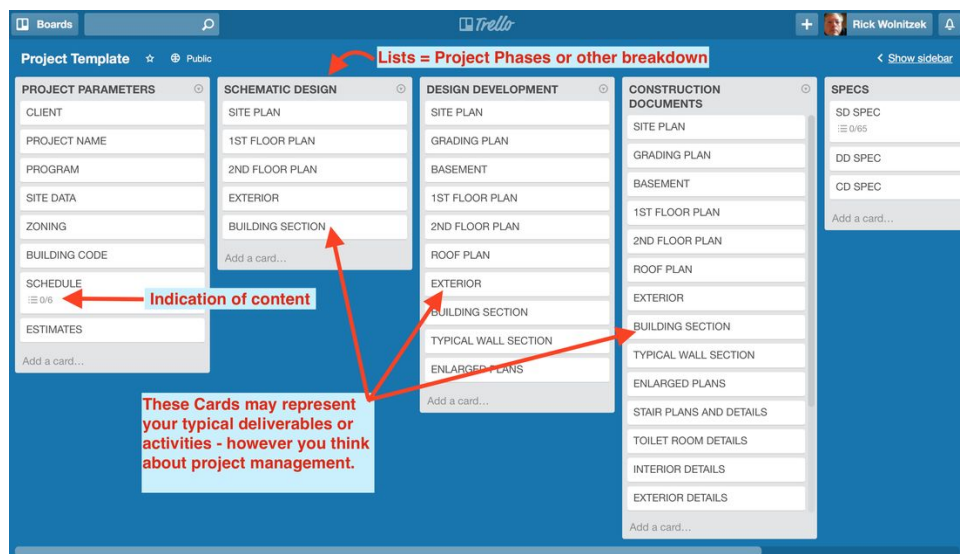 Boards
Trello
Rick Wolnitzek
Project Template
Public
Lists = Project Phases or other breakdown
Show sidebar
PROJECT PARAMETERS
CLIENT
PROJECT NAME
PROGRAM
SITE DATA
ZONING
BUILDING CODE
SCHEDULE
0/6
Indication of content
ESTIMATES
Add a card...
SCHEMATIC DESIGN
SITE PLAN
1ST FLOOR PLAN
2ND FLOOR PLAN
EXTERIOR
BUILDING SECTION
Add a card...
DESIGN DEVELOPMENT
SITE PLAN
GRADING PLAN
BASEMENT
1ST FLOOR PLAN
2ND FLOOR PLAN
ROOF PLAN
EXTERIOR
BUILDING SECTION
TYPICAL WALL SECTION
ENLARGED PLANS
Add a card...
CONSTRUCTION
DOCUMENTS
SITE PLAN
GRADING PLAN
BASEMENT
1ST FLOOR PLAN
2ND FLOOR PLAN
ROOF PLAN
EXTERIOR
BUILDING SECTION
TYPICAL WALL SECTION
ENLARGED PLANS
STAIR PLANS AND DETAILS
TOILET ROOM DETAILS
INTERIOR DETAILS
EXTERIOR DETAILS
Add a card...
SPECS
SD SPEC
0/65
DD SPEC
CD SPEC
Add a card...
These Cards may represent
your typical deliverables or
activities - however you think
about project management.